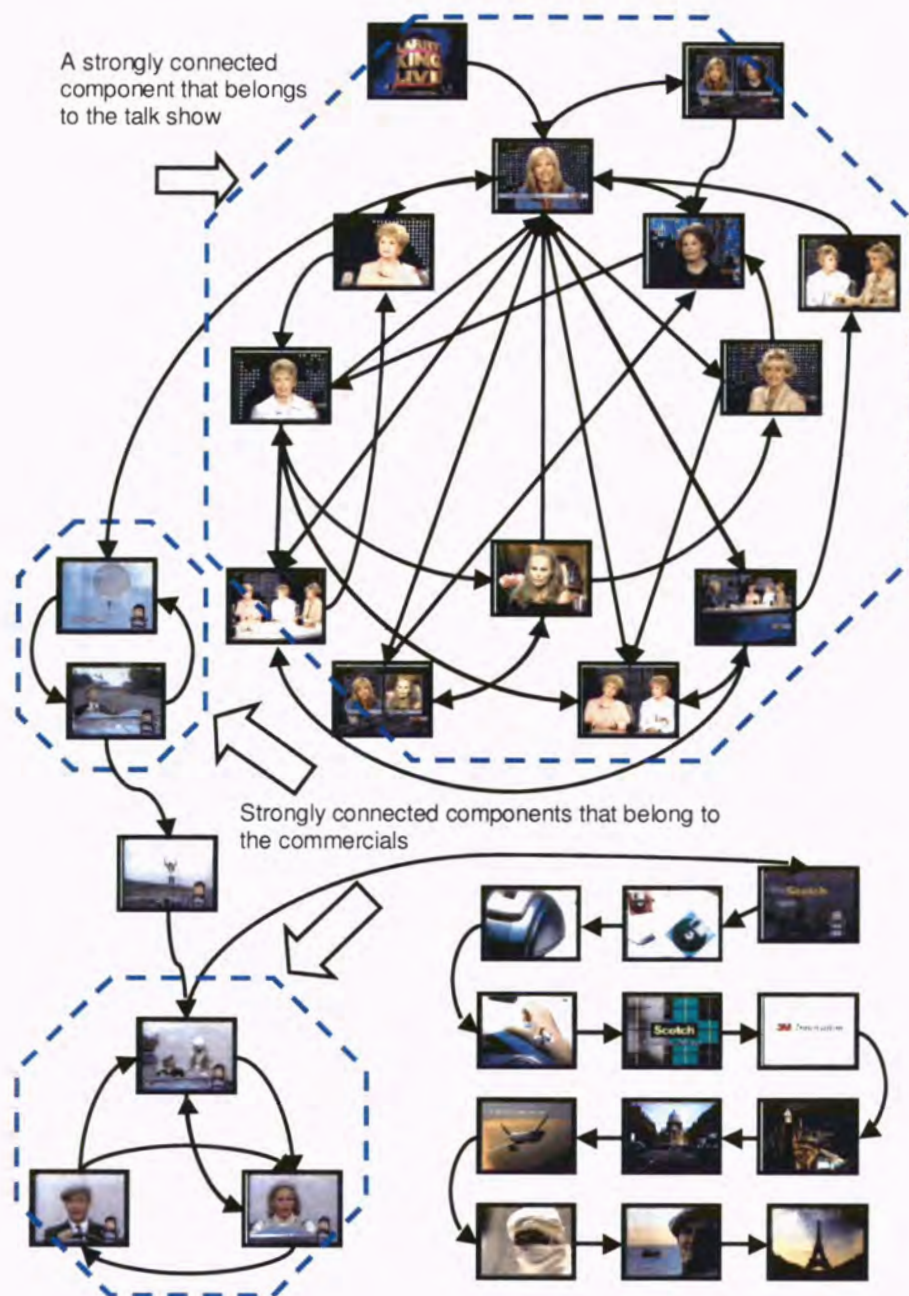 A strongly connected
component that belongs
to the talk show
LARRY
KING
LIVE
Strongly connected components that belong to
the commercials
Scotch
Scotch
3M